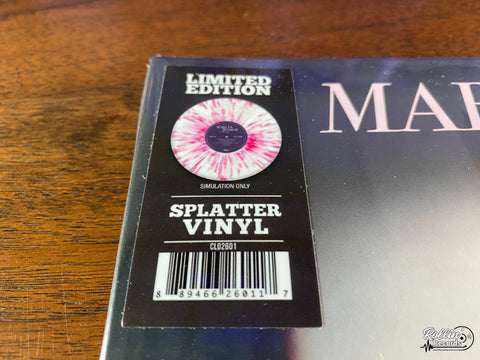 LIMITED
EDITION
SIMULATION ONLY
SPLATTER
VINYL
CLO2601
8 89466 26011 7
MAR
Rollin'
Records